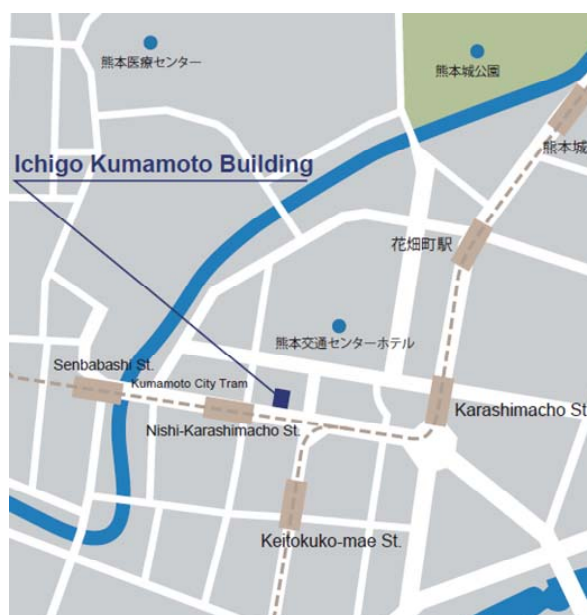 熊本医療センター
熊本城公園
Ichigo Kumamoto Building
熊本城
花畑町駅
熊本交通センターホテル
Senbabashi St.
Kumamoto City Tram
Karashimacho St
Nishi-Karashimacho St.
Keitokuko-mae St.